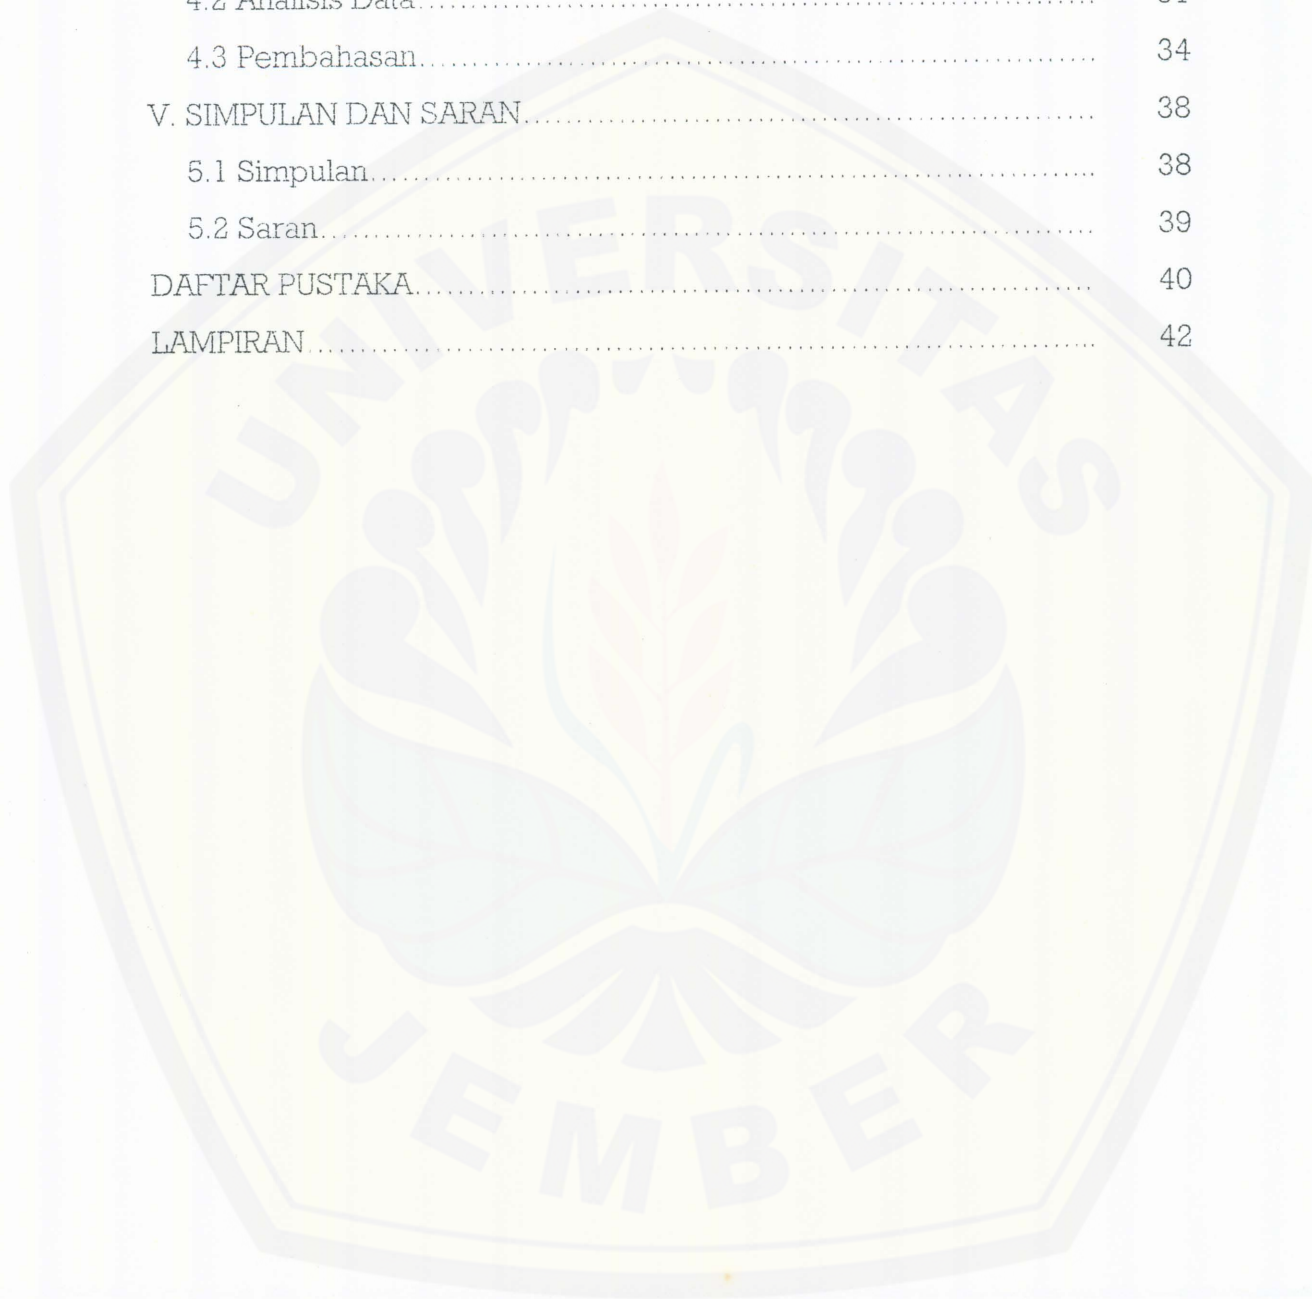 4.2 Analisis Data........................................................................ 31
4.3 Pembahasan........................................................................ 34
V. SIMPULAN DAN SARAN............................................................ 38
5.1 Simpulan........................................................................ 38
5.2 Saran........................................................................ 39
DAFTAR PUSTAKA........................................................................ 40
LAMPIRAN........................................................................ 42
UNIVERSITAS
JEMBER